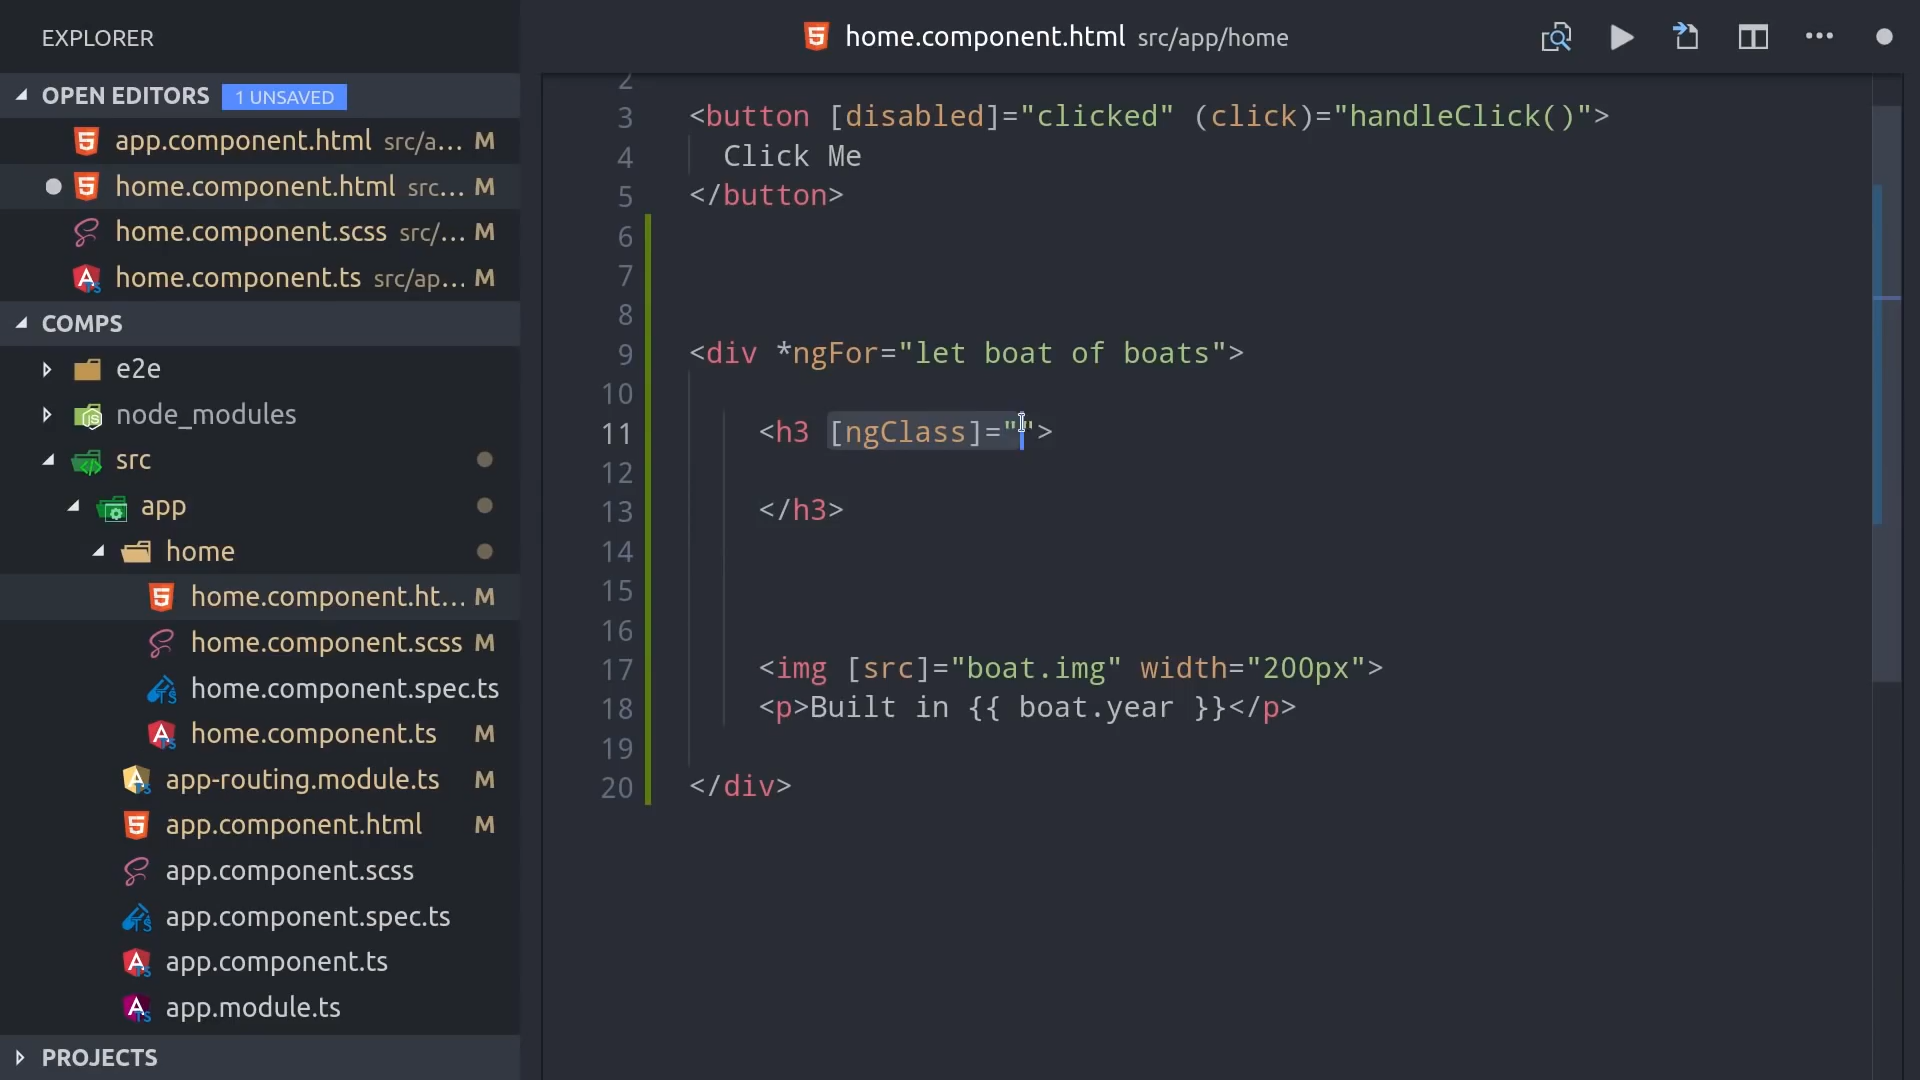 EXPLORER
OPEN EDITORS 1 UNSAVED
app.component.html src/a... M
home.component.html src... M
home.component.scss src/... M
home.component.ts src/ap... M
COMPS
e2e
node_modules
src
app
home
home.component.ht... M
home.component.scss M
home.component.spec.ts
home.component.ts M
app-routing.module.ts M
app.component.html M
app.component.scss
app.component.spec.ts
app.component.ts
app.module.ts
PROJECTS
home.component.html src/app/home
2
3 <button [disabled]="clicked" (click)="handleClick()">
4 Click Me
5 </button>
6
7
8
9 <div *ngFor="let boat of boats">
10
11 <h3 [ngClass]="">
12
13 </h3>
14
15
16
17 <img [src]="boat.img" width="200px">
18 <p>Built in {{ boat.year }}</p>
19
20 </div>